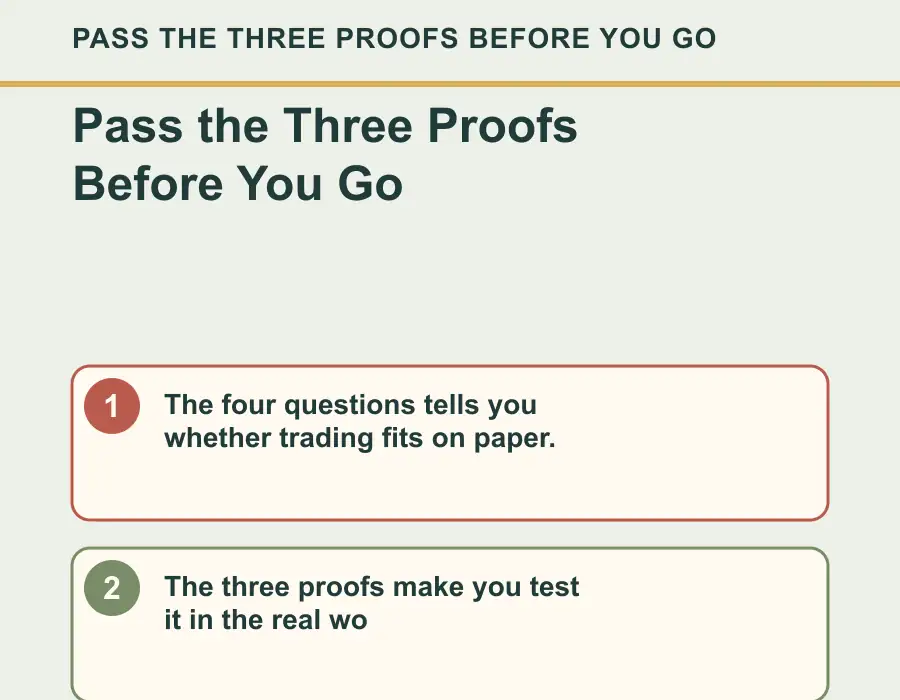 PASS THE THREE PROOFS BEFORE YOU GO
Pass the Three Proofs
Before You Go
1
The four questions tells you
whether trading fits on paper.
2
The three proofs make you test
it in the real wo